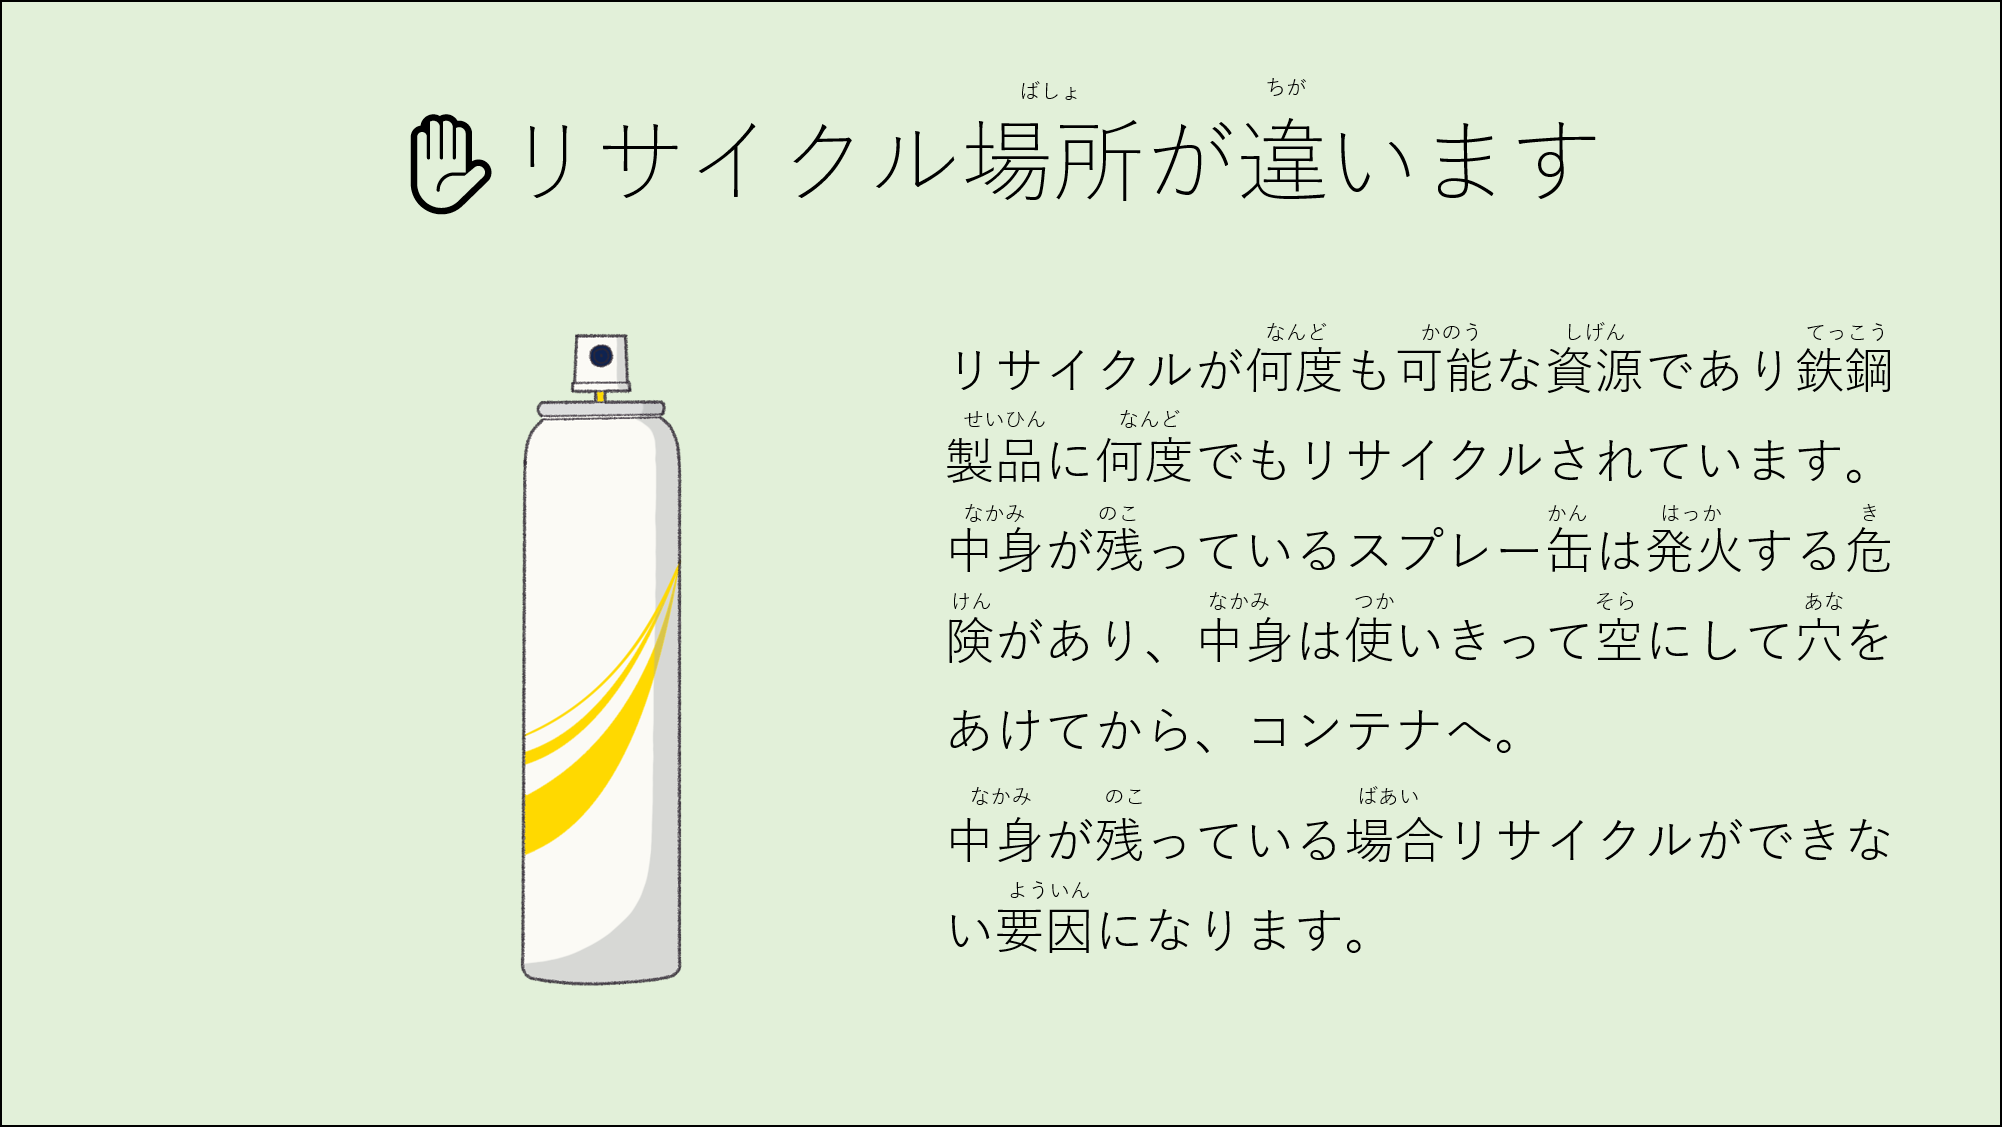 ばしょ ちが
リサイクル場所が違います
なんど かのう しげん てっこう
リサイクルが何度も可能な資源であり鉄鋼
せいひん なんど
製品に何度でもリサイクルされています。
なかみ のこ かん はっか き
中身が残っているスプレー缶は発火する危
けん なかみ つか そら あな
険があり、中身は使いきって空にして穴を
あけてから、コンテナへ。
なかみ のこ ばあい
中身が残っている場合リサイクルができな
よういん
い要因になります。